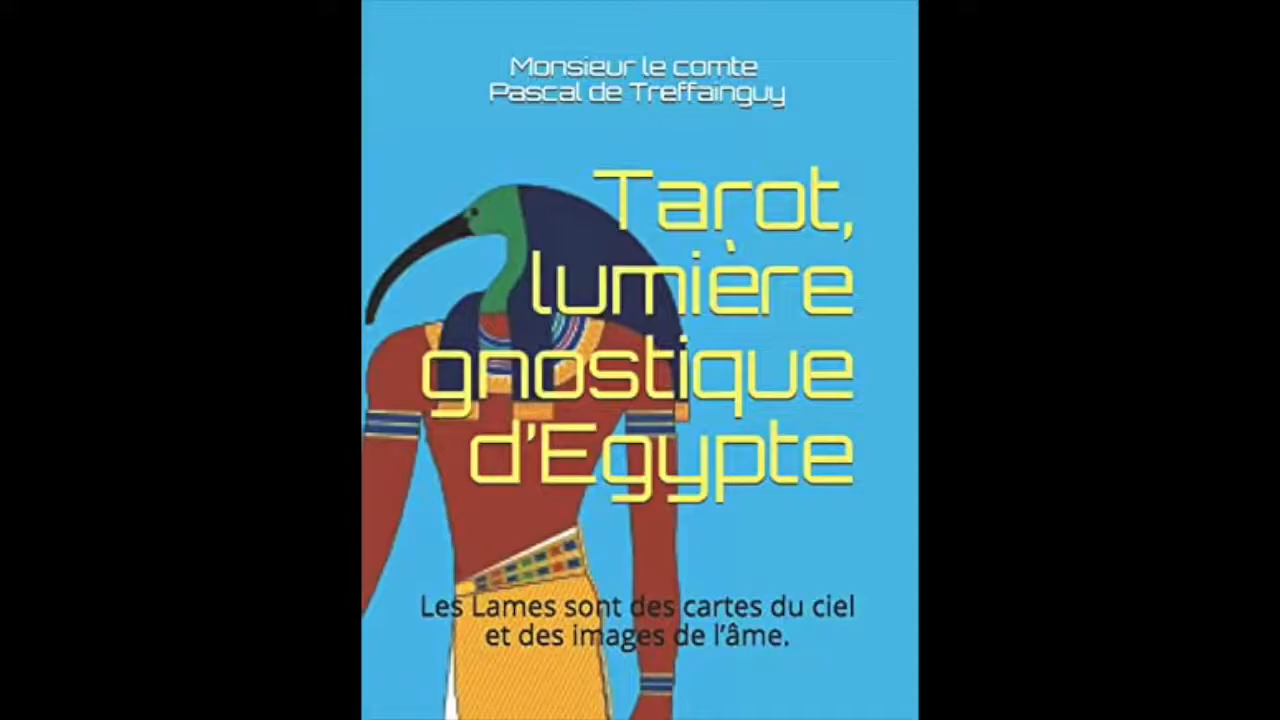 Monsieur le comte
Pascal de Treffainguy
Tarot,
lumière
gnostique
d’Egypte
Les Lames sont des cartes du ciel
et des images de l’âme.